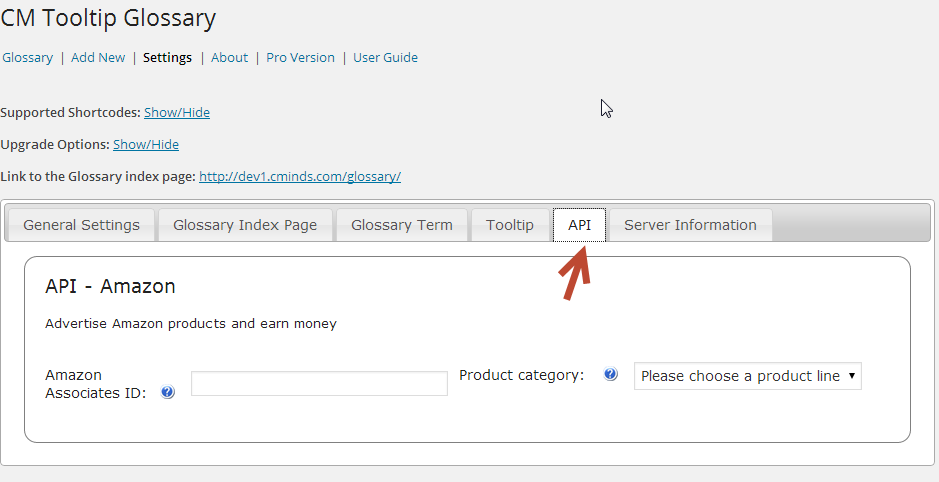 CM Tooltip Glossary
Glossary | Add New | Settings | About | Pro Version | User Guide
Supported Shortcodes: Show/Hide
Upgrade Options: Show/Hide
Link to the Glossary index page: http://dev1.cminds.com/glossary/
General Settings Glossary Index Page Glossary Term Tooltip API Server Information
API - Amazon
Advertise Amazon products and earn money
Amazon
Associates ID: ?
Product category: ? Please choose a product line